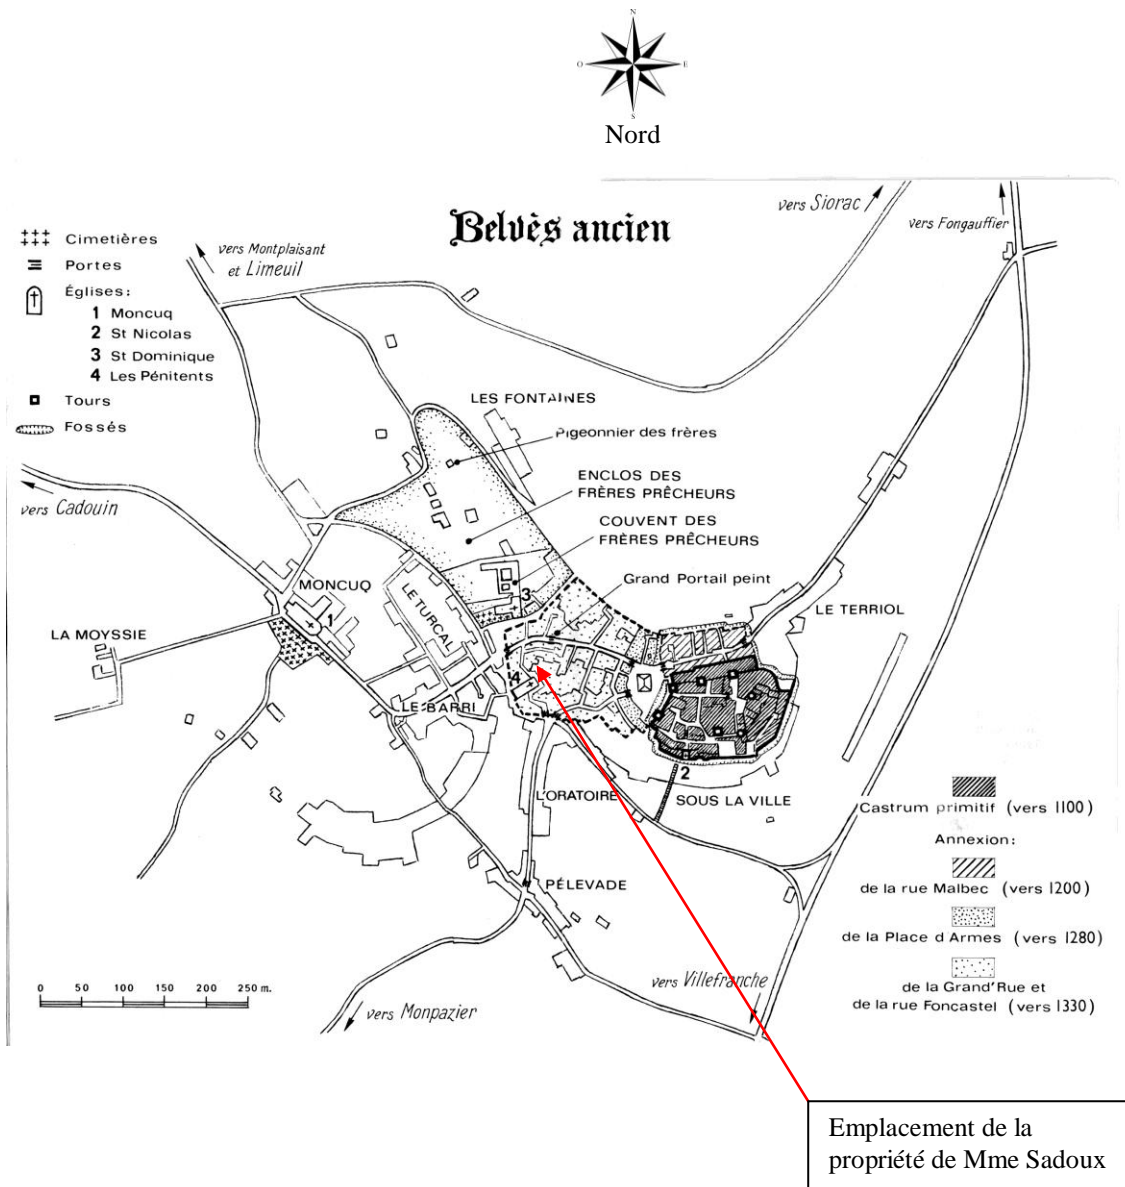 N
O E
S
Nord
Belvès ancien
vers Siorac
vers Fongauffier
vers Montplaisant
et Limeuil
Cimetières
Portes
Églises:
1 Moncuq
2 St Nicolas
3 St Dominique
4 Les Pénitents
Tours
Fossés
LES FONTAINES
Pigeonnier des frères
ENCLOS DES
FRÈRES PRÊCHEURS
COUVENT DES
FRÈRES PRÊCHEURS
Grand Portail peint
vers Cadouin
MONCUQ
LE TURCAL
3
1
LA MOYSSIE
LE TERRIOL
4
LE BARRI
2
L'ORATOIRE
SOUS LA VILLE
PÉLEVADE
Castrum primitif (vers 1100)
Annexion:
de la rue Malbec (vers 1200)
de la Place d Armes (vers 1280)
de la Grand'Rue et
de la rue Foncastel (vers 1330)
vers Villefranche
vers Monpazier
0 50 100 150 200 250 m.
Emplacement de la
propriété de Mme Sadoux